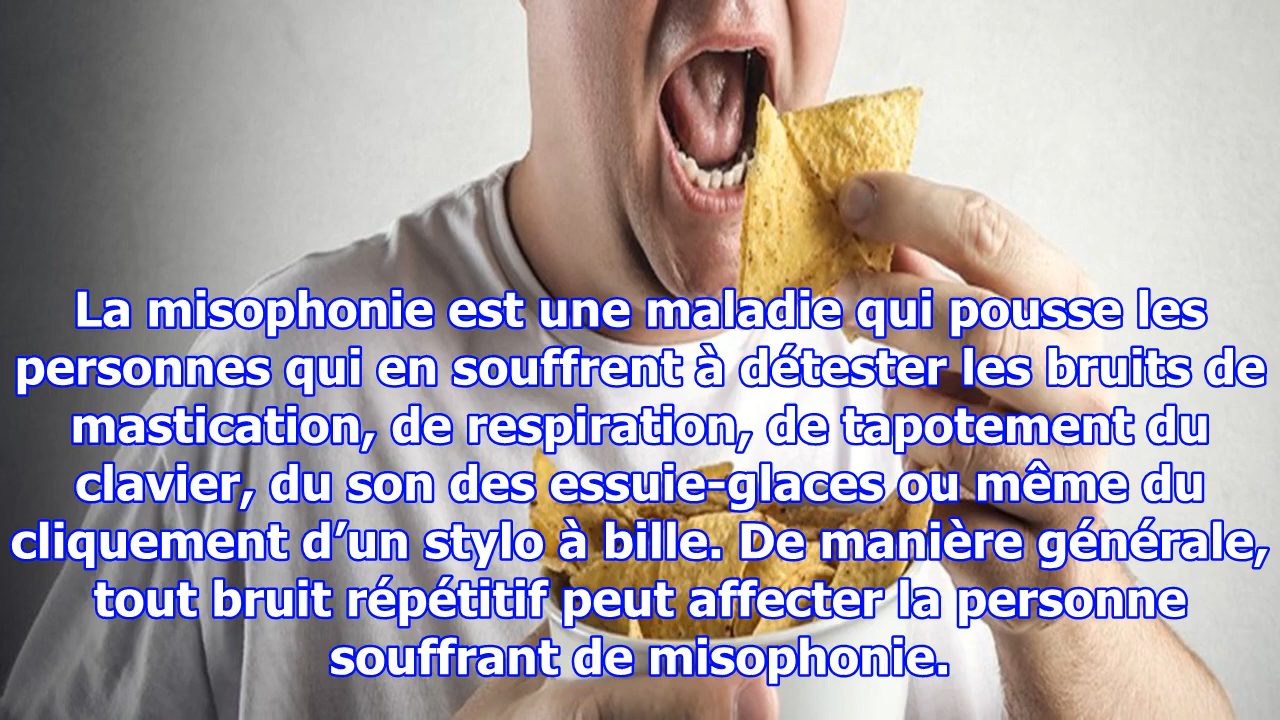 La misophonie est une maladie qui pousse les
personnes qui en souffrent à détester les bruits de
mastication, de respiration, de tapotement du
clavier, du son des essuie-glaces ou même du
cliquement d’un stylo à bille. De manière générale,
tout bruit répétitif peut affecter la personne
souffrant de misophonie.